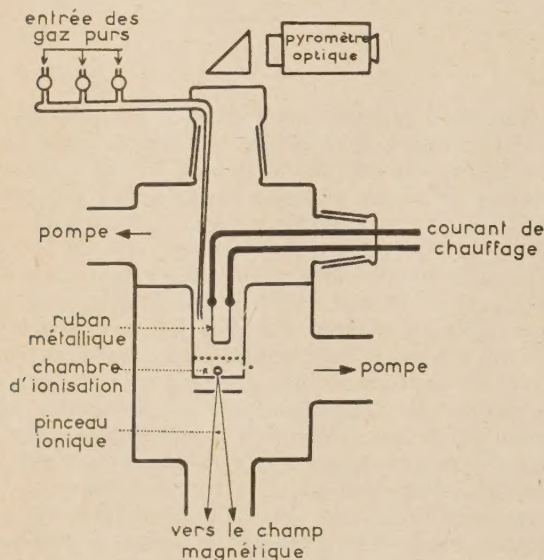 entrée des
gaz purs
pyromètre
optique
pompe
courant de
chauffage
ruban
métallique
chambre
d'ionisation
pompe
pinceau
ionique
vers le champ
magnétique